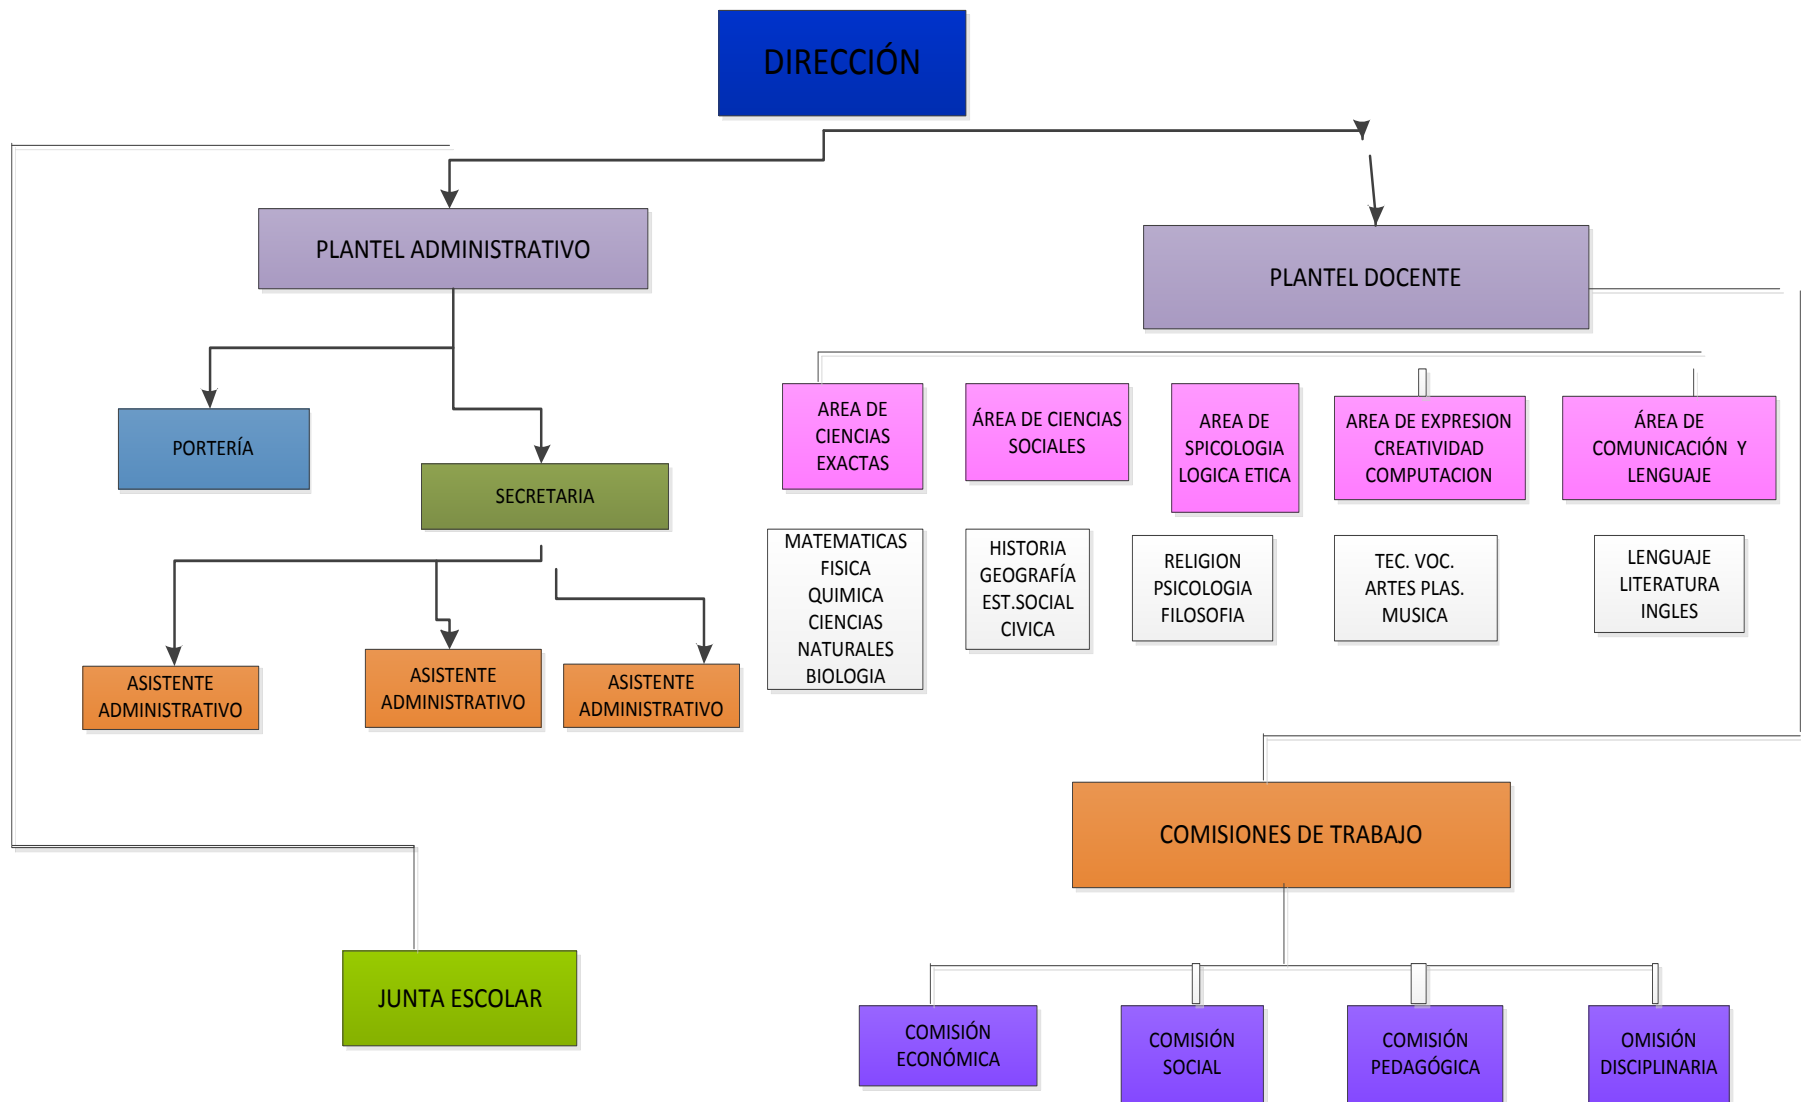 DIRECCIÓN
PLANTEL ADMINISTRATIVO
PLANTEL DOCENTE
PORTERÍA
SECRETARIA
ASISTENTE
ADMINISTRATIVO
ASISTENTE
ADMINISTRATIVO
ASISTENTE
ADMINISTRATIVO
AREA DE
CIENCIAS
EXACTAS
ÁREA DE CIENCIAS
SOCIALES
AREA DE
SPICOLOGIA
LOGICA ETICA
AREA DE EXPRESION
CREATIVIDAD
COMPUTACION
ÁREA DE
COMUNICACIÓN Y
LENGUAJE
MATEMATICAS
FISICA
QUIMICA
CIENCIAS
NATURALES
BIOLOGIA
HISTORIA
GEOGRAFÍA
EST.SOCIAL
CIVICA
RELIGION
PSICOLOGIA
FILOSOFIA
TEC. VOC.
ARTES PLAS.
MUSICA
LENGUAJE
LITERATURA
INGLES
COMISIONES DE TRABAJO
JUNTA ESCOLAR
COMISIÓN
ECONÓMICA
COMISIÓN
SOCIAL
COMISIÓN
PEDAGÓGICA
OMISIÓN
DISCIPLINARIA